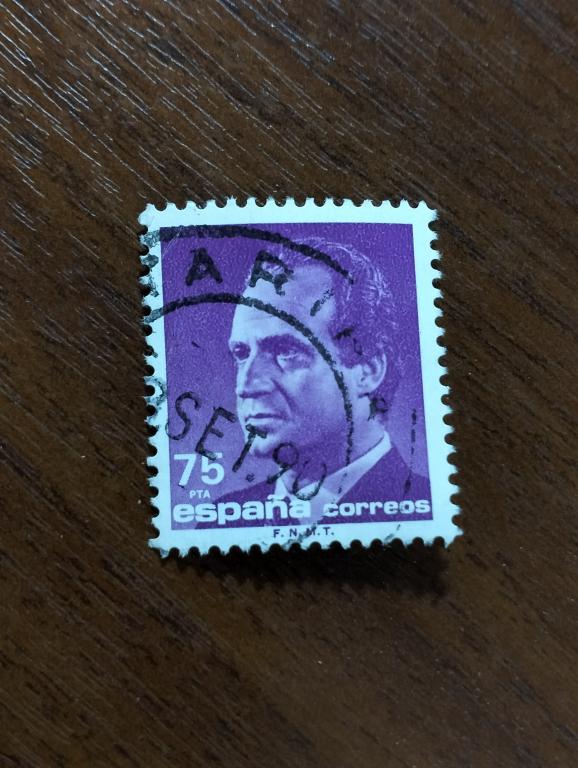 SET.90
75
PTA
españa correos
F.N.M.T.